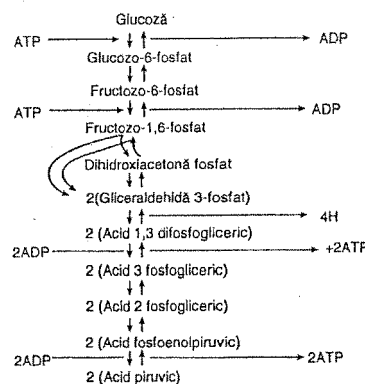 Glucoză
ATP ADP
Glucozo-6-fosfat
Fructozo-6-fosfat
ATP ADP
Fructozo-1,6-fosfat
Dihidroxiacetonă fosfat
2(Gliceraldehidă 3-fosfat)
4H
2 (Acid 1,3 difosfogliceric)
2ADP +2ATP
2 (Acid 3 fosfogliceric)
2 (Acid 2 fosfogliceric)
2 (Acid fosfoenolpiruvic)
2ADP 2ATP
2 (Acid piruvic)